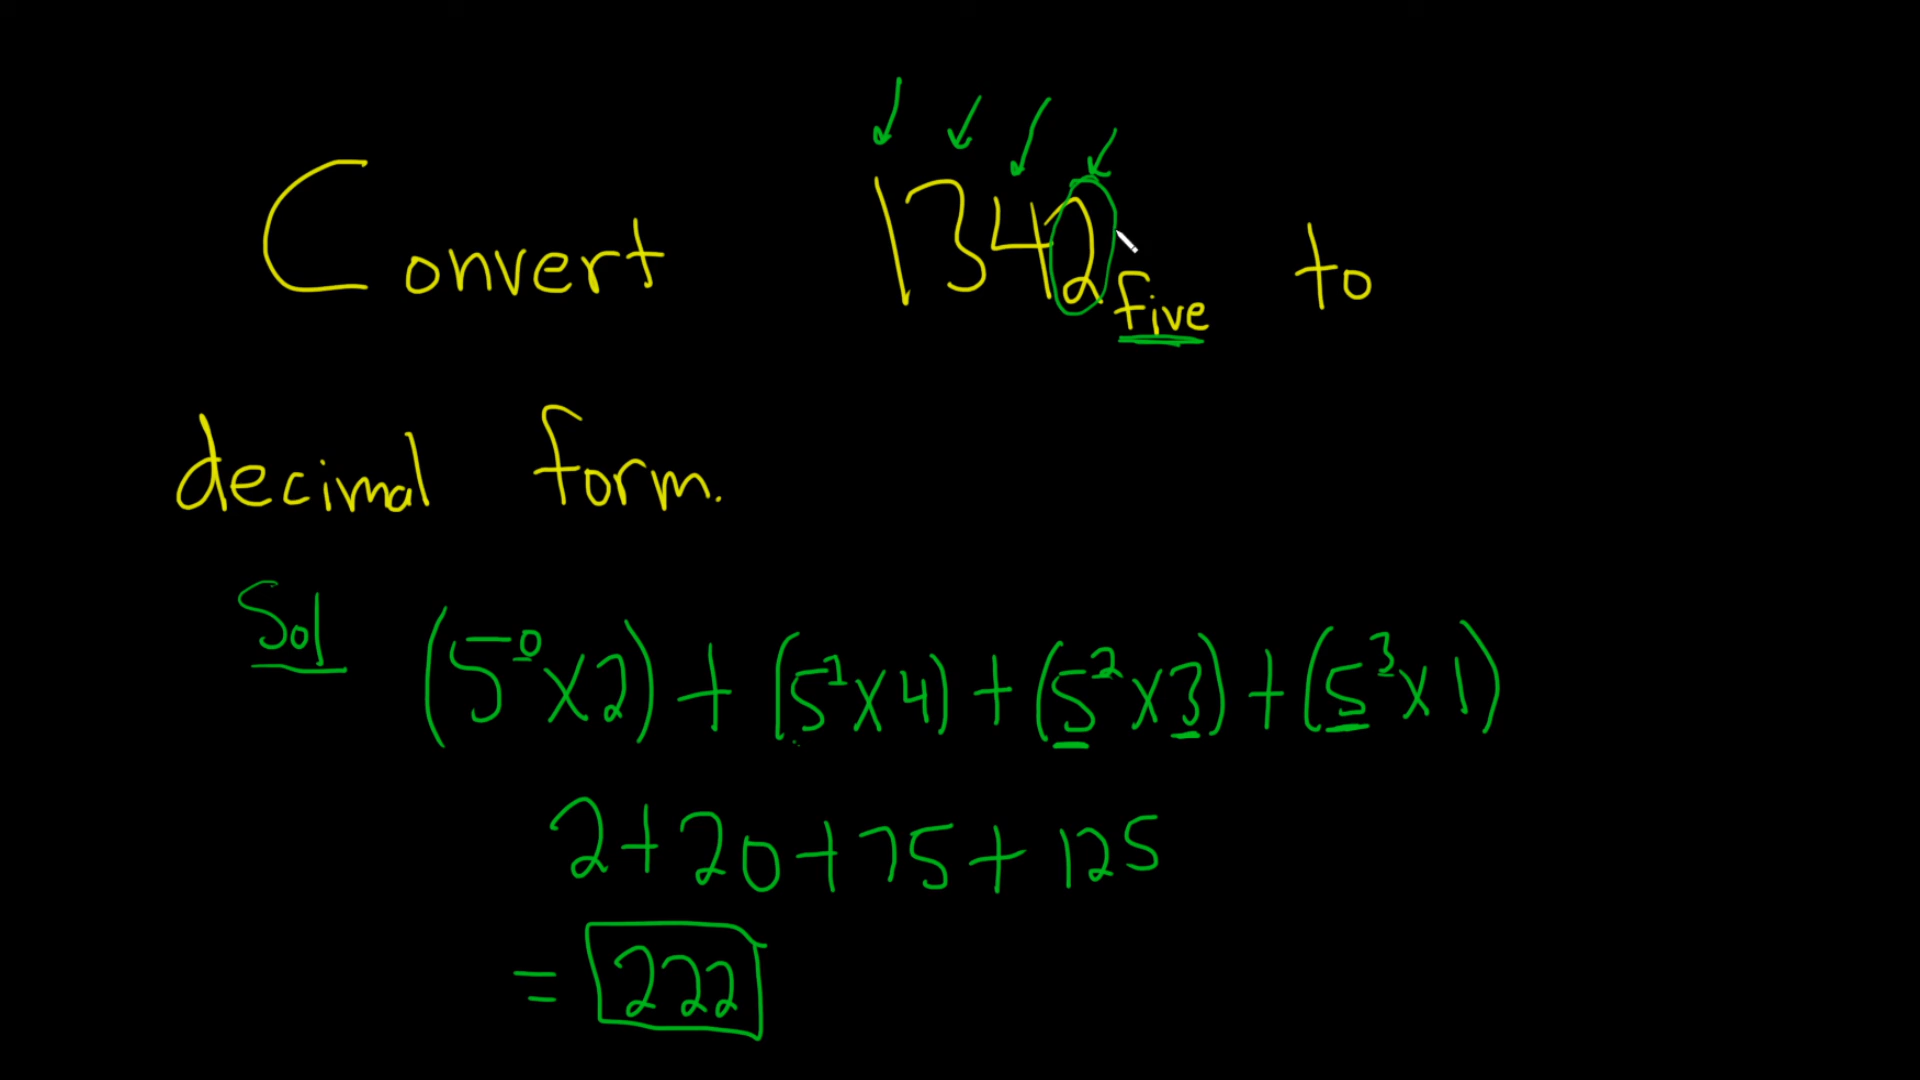 Convert 1342five to
decimal form.
Sol (5⁰x2) + (5¹x4) + (5²x3) + (5³x1)
2+20+75+125
= 222